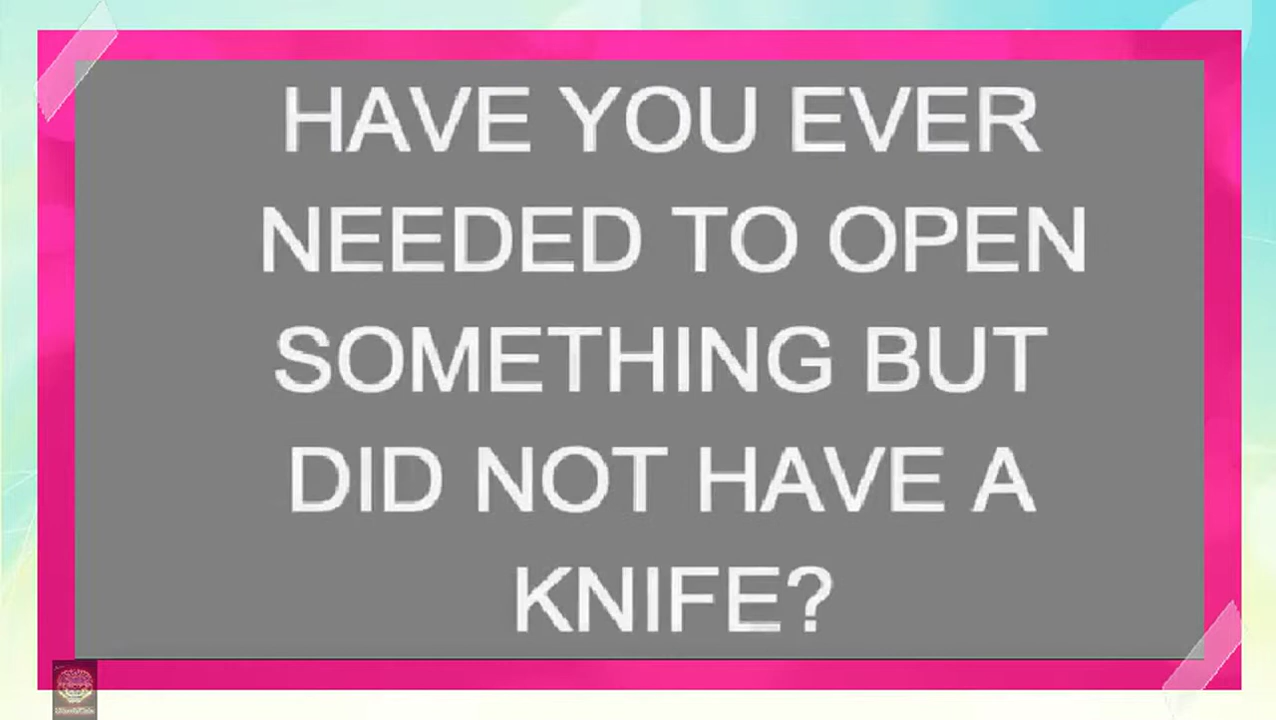 HAVE YOU EVER
NEEDED TO OPEN
SOMETHING BUT
DID NOT HAVE A
KNIFE?